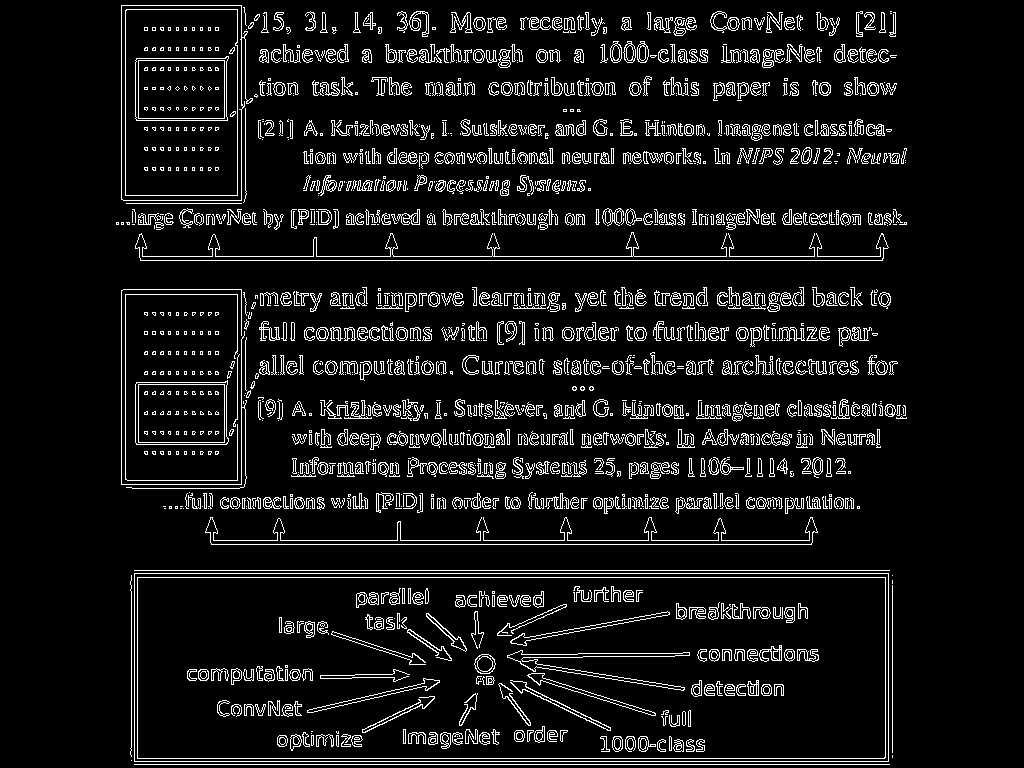 15, 31, 14, 36]. More recently, a large ConvNet by [21]
achieved a breakthrough on a 1000-class ImageNet detec-
tion task. The main contribution of this paper is to show
...
[21] A. Krizhevsky, I. Sutskever, and G. E. Hinton. Imagenet classifica-
tion with deep convolutional neural networks. In NIPS 2012: Neural
Information Processing Systems.
...large ConvNet by [PID] achieved a breakthrough on 1000-class ImageNet detection task.
metry and improve learning, yet the trend changed back to
full connections with [9] in order to further optimize par-
allel computation. Current state-of-the-art architectures for
...
[9] A. Krizhevsky, I. Sutskever, and G. Hinton. Imagenet classification
with deep convolutional neural networks. In Advances in Neural
Information Processing Systems 25, pages 1106–1114, 2012.
....full connections with [PID] in order to further optimize parallel computation.
parallel
achieved
further
breakthrough
task
large
connections
computation
PID
detection
ConvNet
full
optimize
ImageNet
order
1000-class